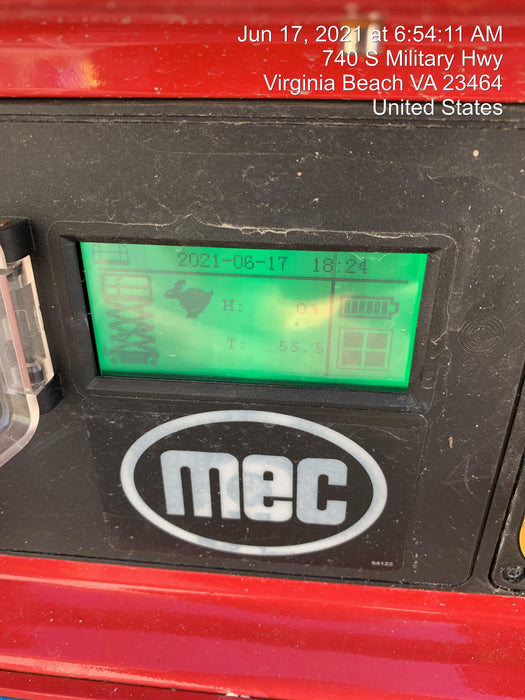 Jun 17, 2021 at 6:54:11 AM
740 S Military Hwy
Virginia Beach VA 23464
United States
2021-06-17 18:24
H: 0%
T: 55.5
mec
94122